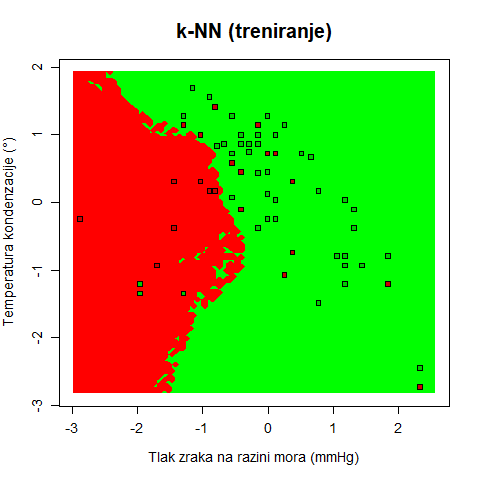 k-NN (treniranje)
Temperatura kondenzacije (°)
2
1
0
-1
-2
-3
-3 -2 -1 0 1 2
Tlak zraka na razini mora (mmHg)